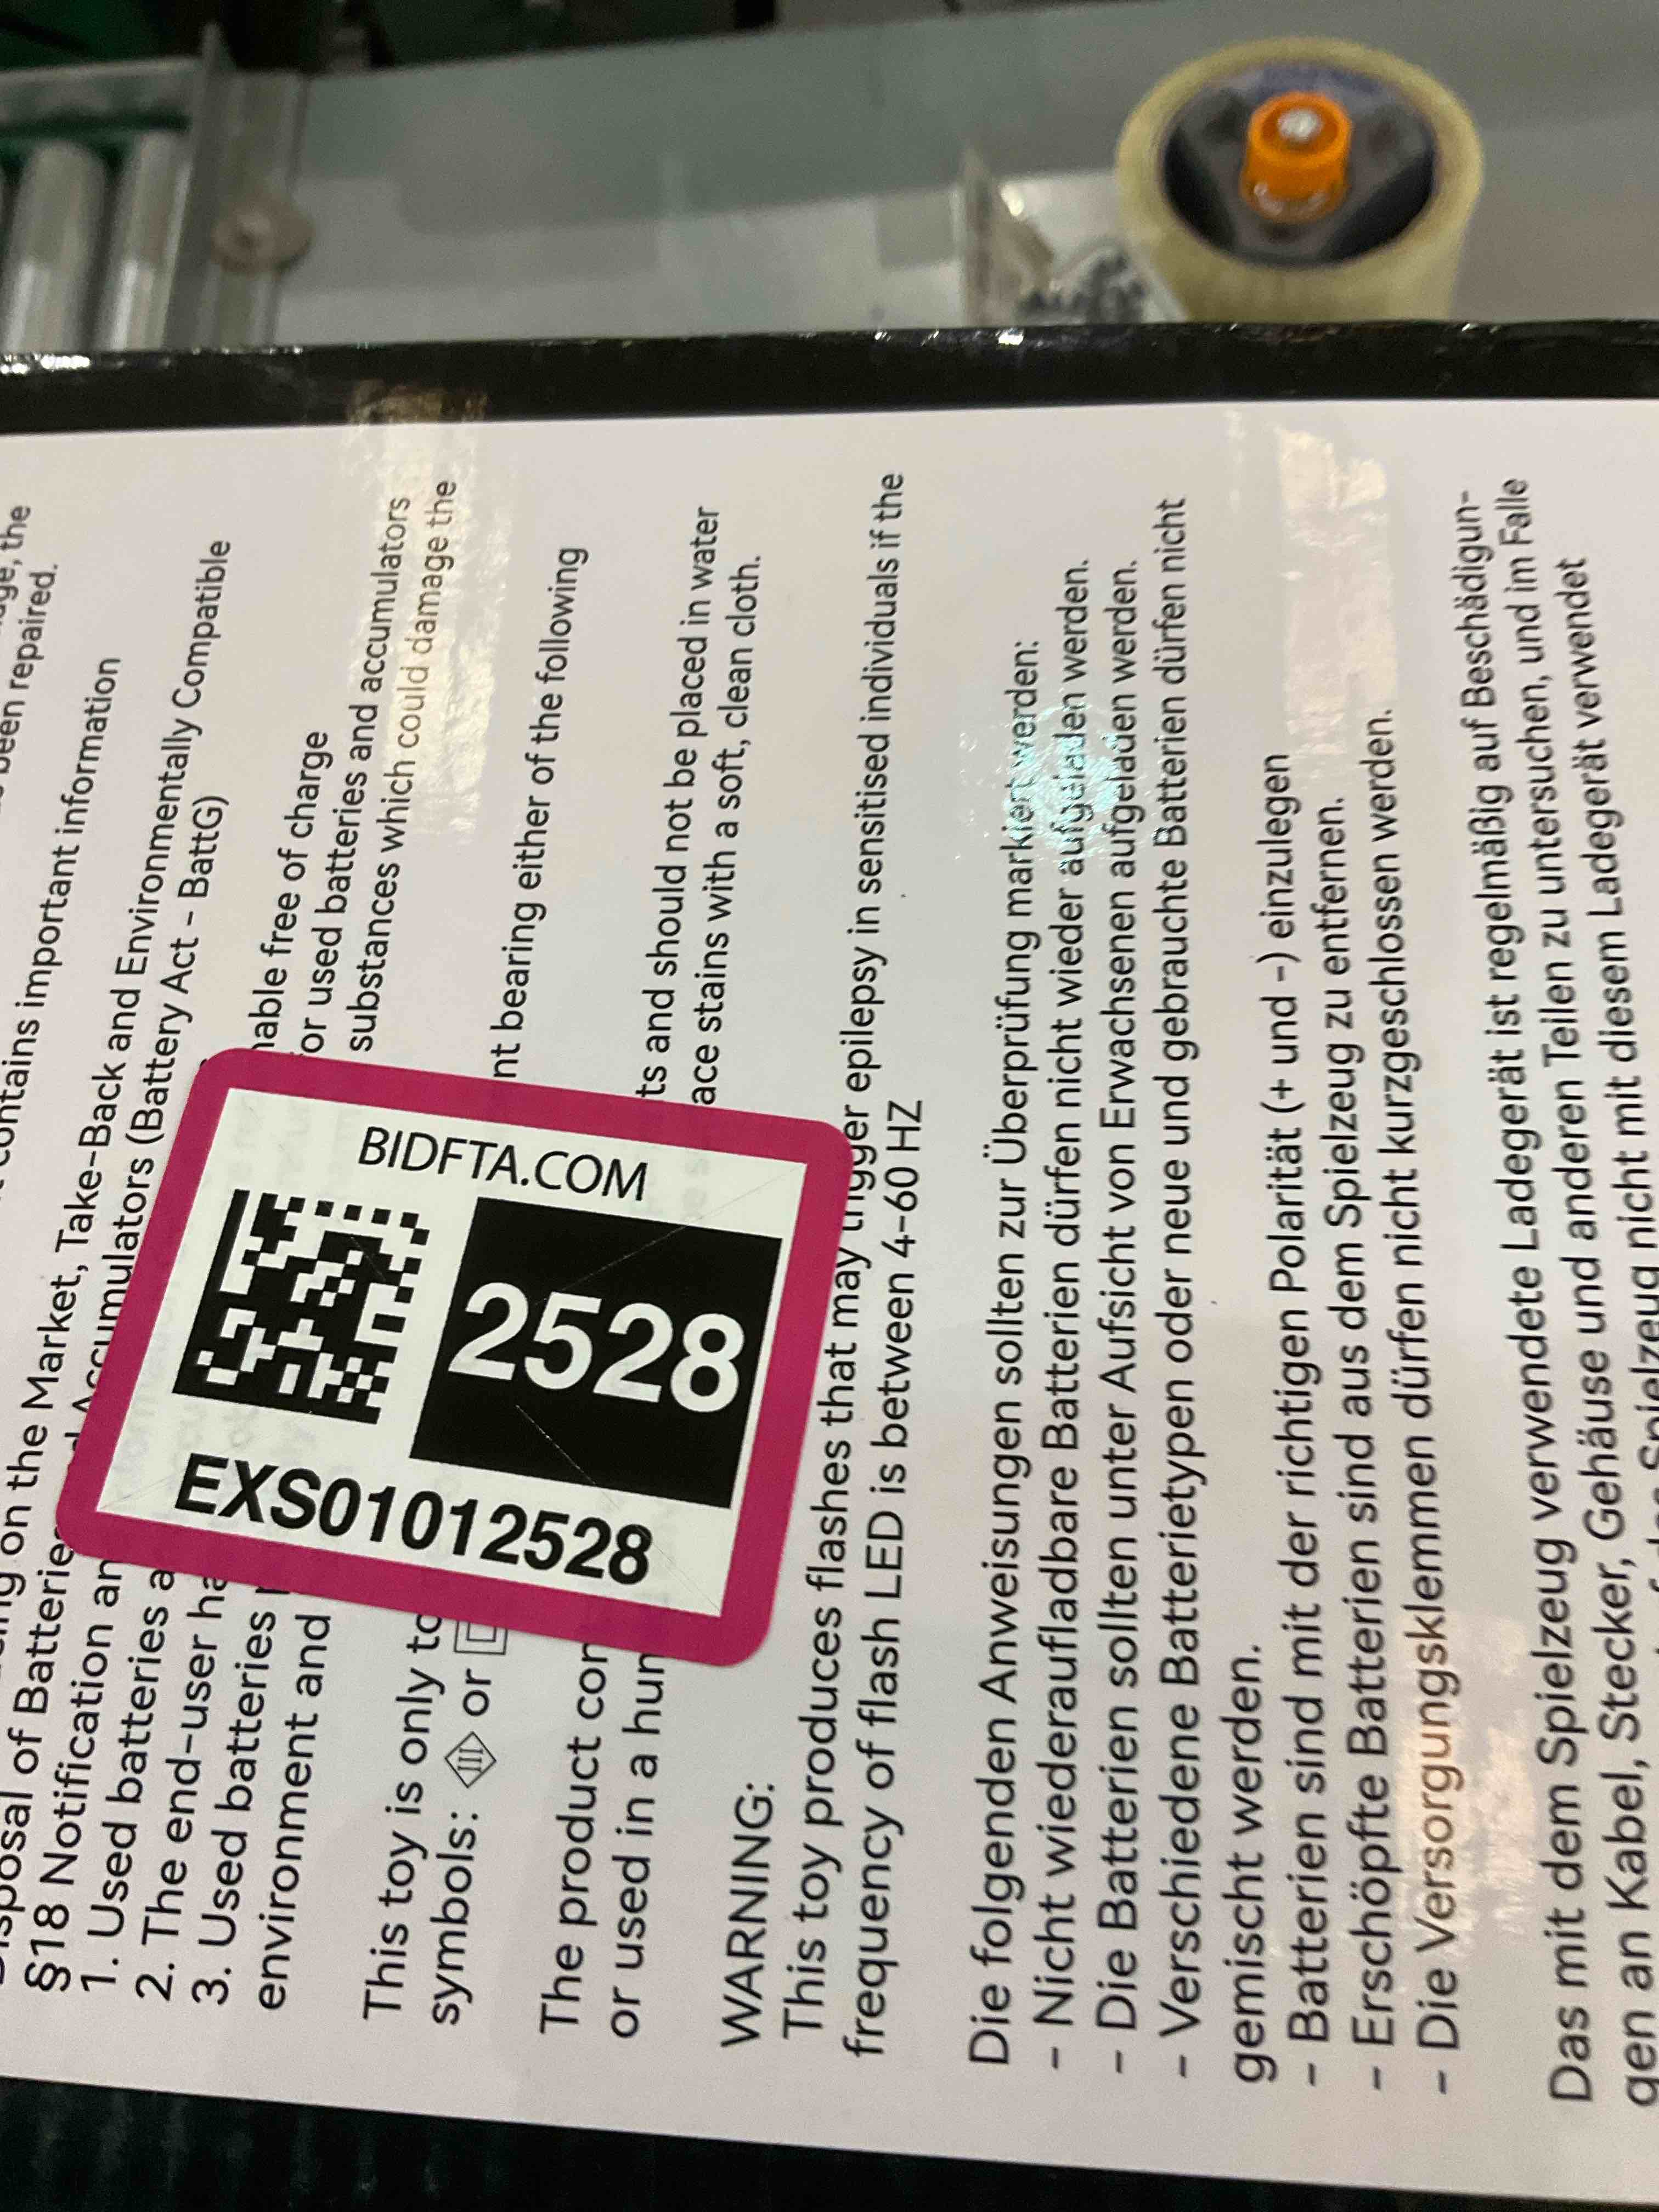 been repaired.
contains important information
on the Market, Take-Back and Environmentally Compatible
Disposal of Batteries Accumulators (Battery Act - BattG)
§18 Notification
1. Used batteries a nable free of charge
2. The end-user ha or used batteries and accumulators
3. Used batteries substances which could damage the
environment and
This toy is only to nt bearing either of the following
symbols: or
The product con ts and should not be placed in water
or used in a hum ace stains with a soft, clean cloth.
WARNING:
This toy produces flashes that may trigger epilepsy in sensitised individuals if the
frequency of flash LED is between 4-60 HZ
Die folgenden Anweisungen sollten zur Überprüfung markiert werden:
- Nicht wiederaufladbare Batterien dürfen nicht wieder aufgeladen werden.
- Die Batterien sollten unter Aufsicht von Erwachsenen aufgeladen werden.
- Verschiedene Batterietypen oder neue und gebrauchte Batterien dürfen nicht
gemischt werden.
- Batterien sind mit der richtigen Polarität (+ und -) einzulegen
- Erschöpfte Batterien sind aus dem Spielzeug zu entfernen.
- Die Versorgungsklemmen dürfen nicht kurzgeschlossen werden.
Das mit dem Spielzeug verwendete Ladegerät ist regelmäßig auf Beschädigun-
gen an Kabel, Stecker, Gehäuse und anderen Teilen zu untersuchen, und im Falle
Spielzeug nicht mit diesem Ladegerät verwendet
BIDFTA.COM
2528
EXS01012528